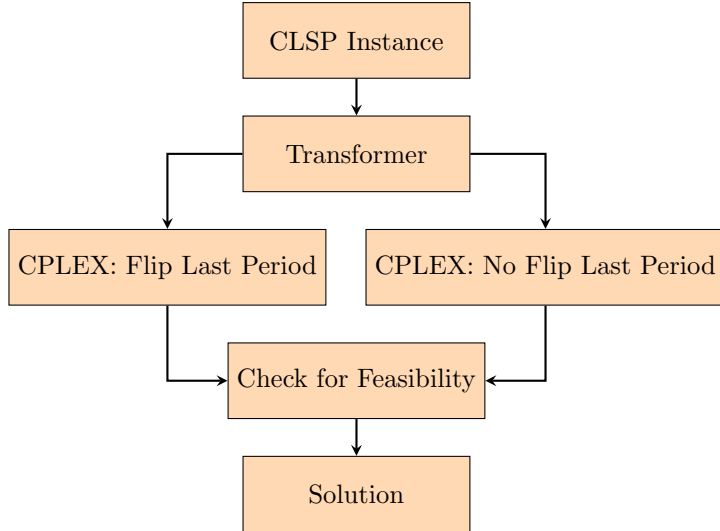 CLSP Instance
Transformer
CPLEX: Flip Last Period
CPLEX: No Flip Last Period
Check for Feasibility
Solution